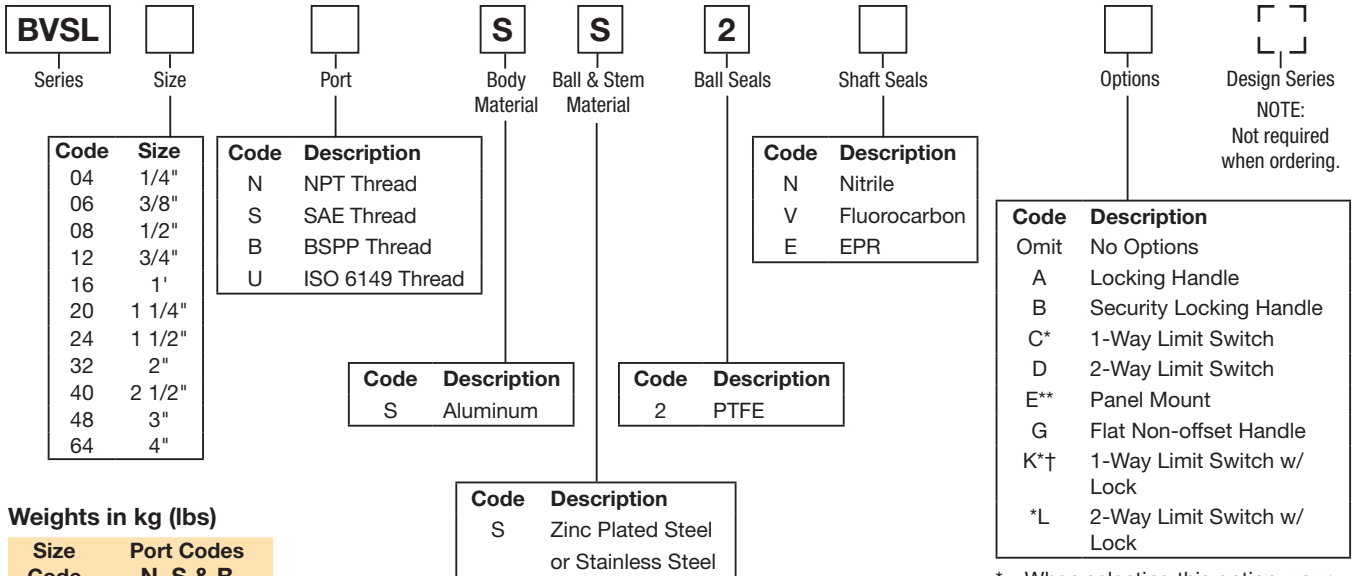 BVSL S S 2
Series Size Port Body Material Ball & Stem Material Ball Seals Shaft Seals Options Design Series
NOTE:
Not required
when ordering.
Code Size
04 1/4"
06 3/8"
08 1/2"
12 3/4"
16 1'
20 1 1/4"
24 1 1/2"
32 2"
40 2 1/2"
48 3"
64 4"
Code Description
N NPT Thread
S SAE Thread
B BSPP Thread
U ISO 6149 Thread
Code Description
S Aluminum
Code Description
S Zinc Plated Steel
or Stainless Steel
Code Description
2 PTFE
Code Description
N Nitrile
V Fluorocarbon
E EPR
Code Description
Omit No Options
A Locking Handle
B Security Locking Handle
C* 1-Way Limit Switch
D 2-Way Limit Switch
E** Panel Mount
G Flat Non-offset Handle
K*† 1-Way Limit Switch w/
Lock
*L 2-Way Limit Switch w/
Lock
Weights in kg (lbs)
Size Port Codes
Code N, S & B
* When selecting this option